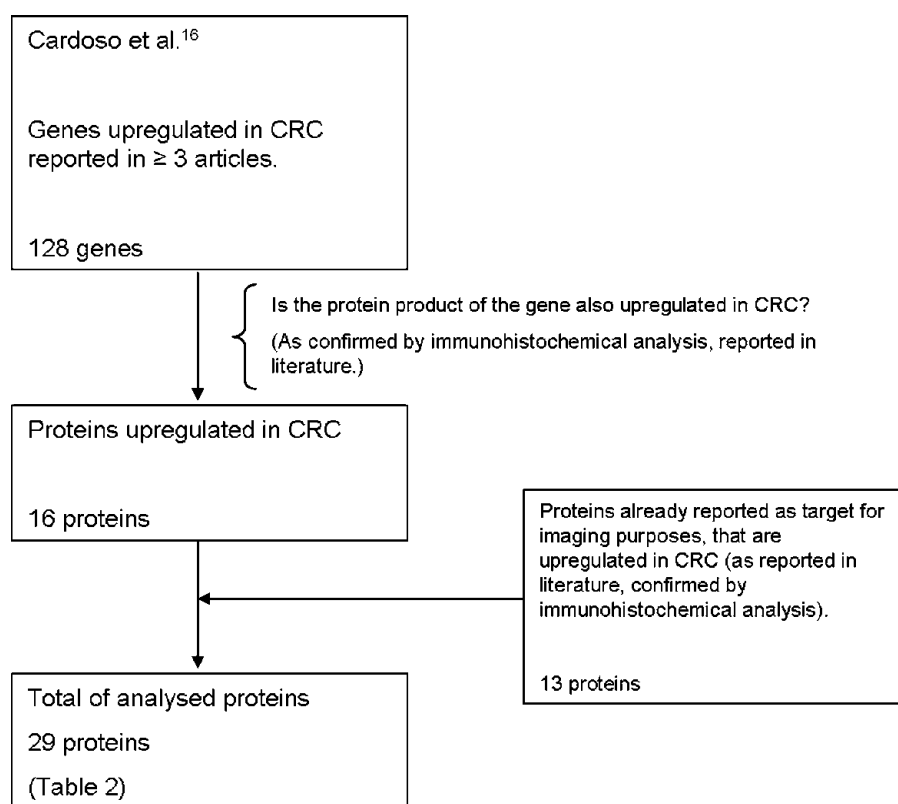 Cardoso et al.16
Genes upregulated in CRC
reported in ≥ 3 articles.
128 genes
Is the protein product of the gene also upregulated in CRC?
(As confirmed by immunohistochemical analysis, reported in
literature.)
Proteins upregulated in CRC
16 proteins
Proteins already reported as target for
imaging purposes, that are
upregulated in CRC (as reported in
literature, confirmed by
immunohistochemical analysis).
13 proteins
Total of analysed proteins
29 proteins
(Table 2)